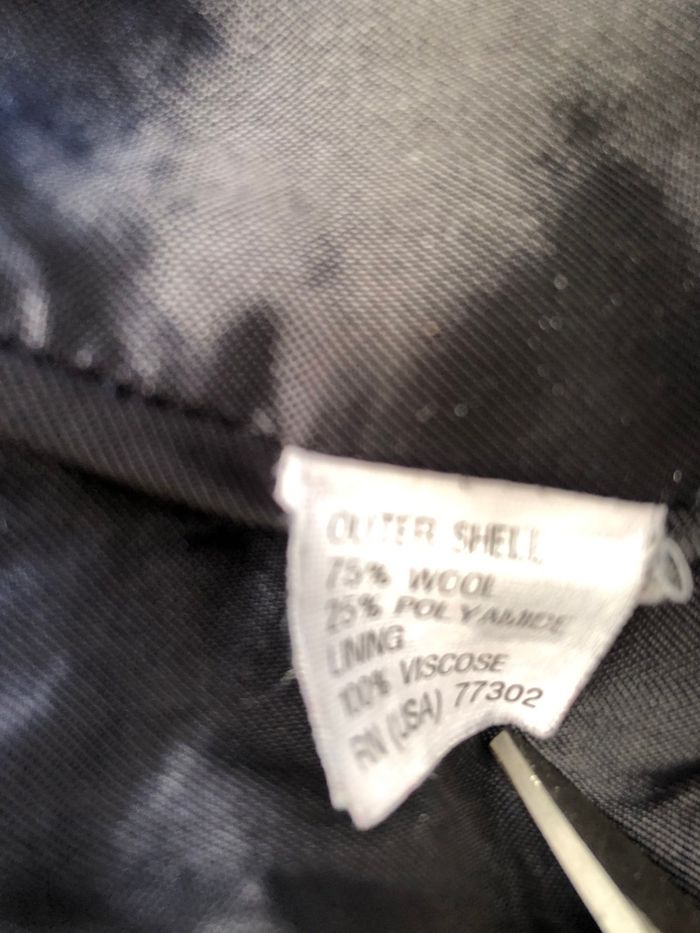 OUTER SHELL
75% WOOL
25% POLYAMIDE
LINING
100% VISCOSE
RN (USA) 77302